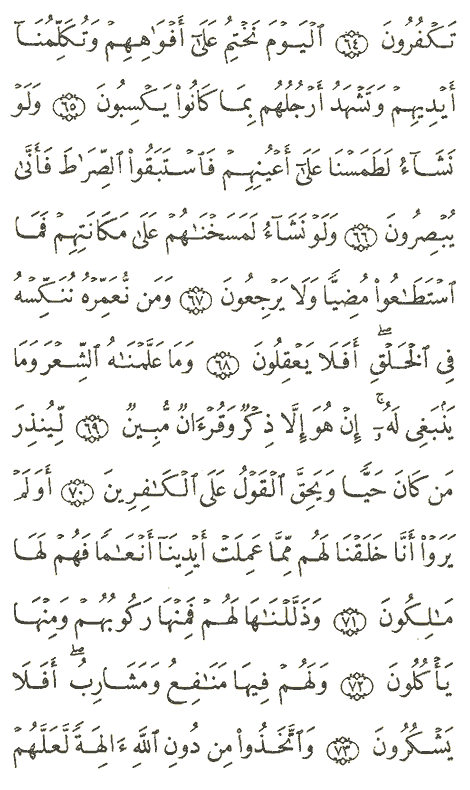 تَكْفُرُونَ ٦٤ ٱلْيَوْمَ نَخْتِمُ عَلَىٰٓ أَفْوَٰهِهِمْ وَتُكَلِّمُنَآ
أَيْدِيهِمْ وَتَشْهَدُ أَرْجُلُهُم بِمَا كَانُوا۟ يَكْسِبُونَ ٦٥ وَلَوْ
نَشَآءُ لَطَمَسْنَا عَلَىٰٓ أَعْيُنِهِمْ فَٱسْتَبَقُوا۟ ٱلصِّرَٰطَ فَأَنَّىٰ
يُبْصِرُونَ ٦٦ وَلَوْ نَشَآءُ لَمَسَخْنَٰهُمْ عَلَىٰ مَكَانَتِهِمْ فَمَا
ٱسْتَطَٰعُوا۟ مُضِيًّا وَلَا يَرْجِعُونَ ٦٧ وَمَن نُّعَمِّرْهُ نُنَكِّسْهُ
فِى ٱلْخَلْقِ ۖ أَفَلَا يَعْقِلُونَ ٦٨ وَمَا عَلَّمْنَٰهُ ٱلشِّعْرَ وَمَا
يَنۢبَغِى لَهُۥٓ ۚ إِنْ هُوَ إِلَّا ذِكْرٌ وَقُرْءَانٌ مُّبِينٌ ٦٩ لِّيُنذِرَ
مَن كَانَ حَيًّا وَيَحِقَّ ٱلْقَوْلُ عَلَى ٱلْكَٰفِرِينَ ٧٠ أَوَلَمْ
يَرَوْا۟ أَنَّا خَلَقْنَا لَهُم مِّمَّا عَمِلَتْ أَيْدِينَآ أَنْعَٰمًا فَهُمْ لَهَا
مَٰلِكُونَ ٧١ وَذَلَّلْنَٰهَا لَهُمْ فَمِنْهَا رَكُوبُهُمْ وَمِنْهَا
يَأْكُلُونَ ٧٢ وَلَهُمْ فِيهَا مَنَٰفِعُ وَمَشَارِبُ ۖ أَفَلَا
يَشْكُرُونَ ٧٣ وَٱتَّخَذُوا۟ مِن دُونِ ٱللَّهِ ءَالِهَةً لَّعَلَّهُمْ